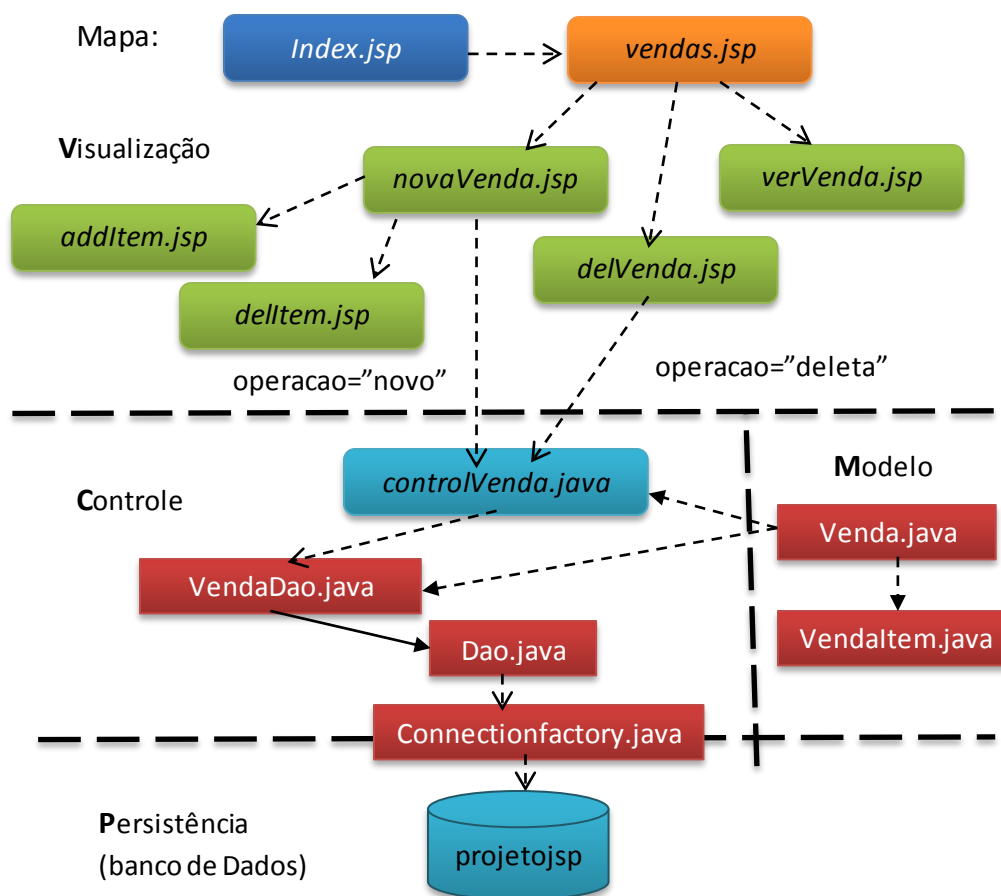 Mapa:
Index.jsp
vendas.jsp
Visualização
novaVenda.jsp
verVenda.jsp
addItem.jsp
delVenda.jsp
delItem.jsp
operacao=”novo”
operacao=”deleta”
controlVenda.java
Modelo
Controle
Venda.java
VendaDao.java
VendaItem.java
Dao.java
Connectionfactory.java
Persistência
(banco de Dados)
projetojsp